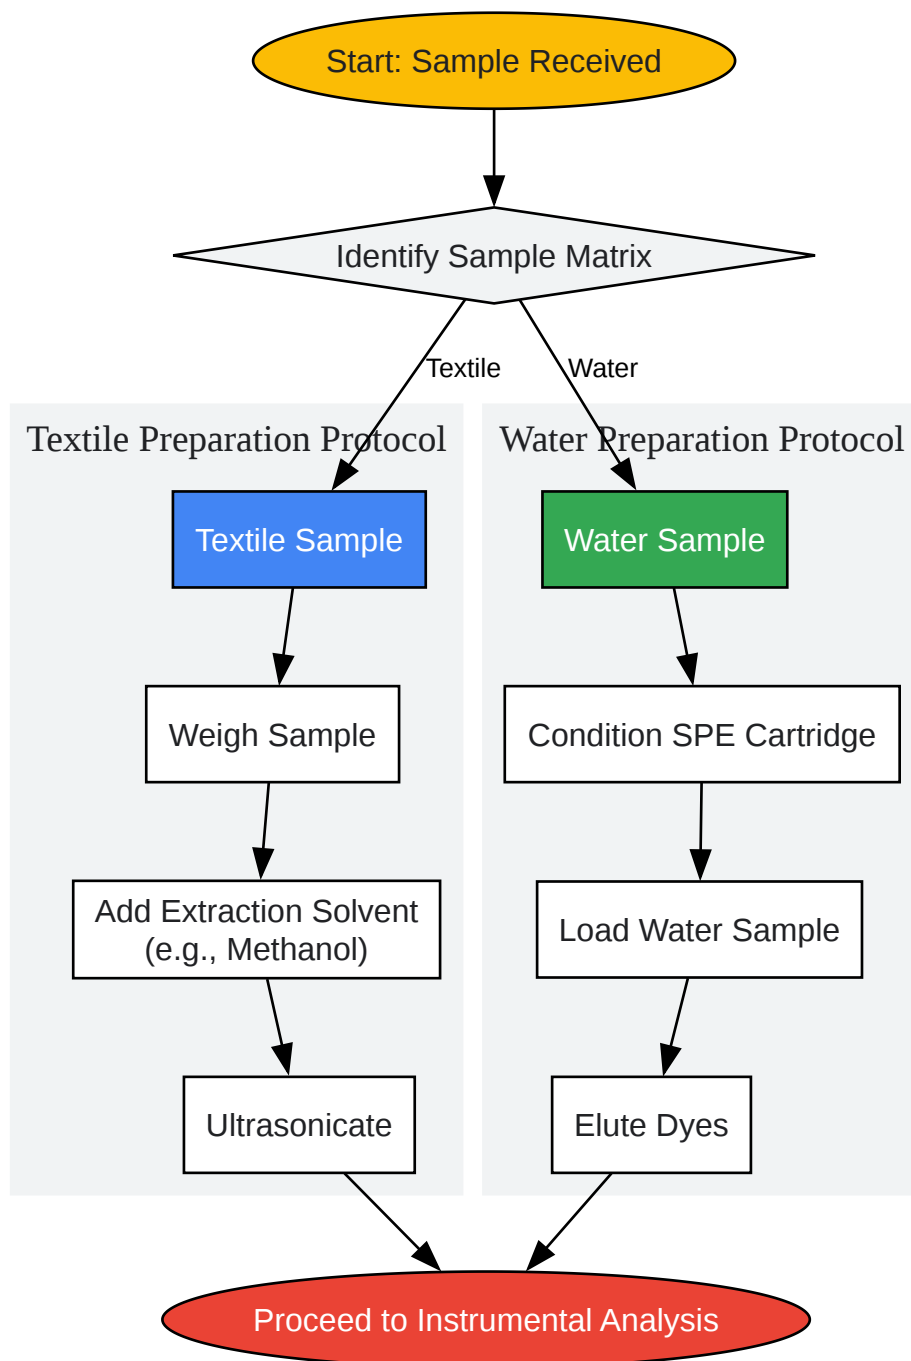 Start: Sample Received
Identify Sample Matrix
Textile
Water
Textile Preparation Protocol
Textile Sample
Weigh Sample
Add Extraction Solvent
(e.g., Methanol)
Ultrasonicate
Water Preparation Protocol
Water Sample
Condition SPE Cartridge
Load Water Sample
Elute Dyes
Proceed to Instrumental Analysis